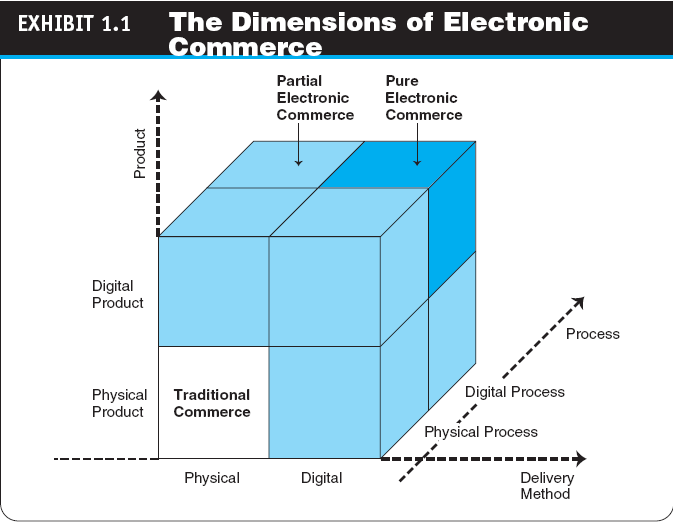 EXHIBIT 1.1
The Dimensions of Electronic
Commerce
Partial
Electronic
Commerce
Pure
Electronic
Commerce
Product
Digital
Product
Process
Physical
Product
Traditional
Commerce
Digital Process
Physical Process
Physical
Digital
Delivery
Method